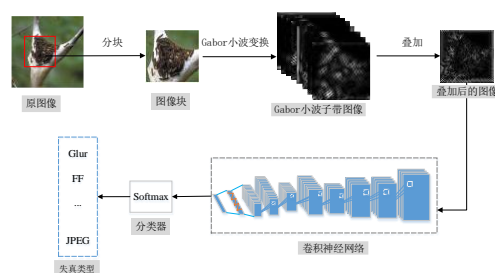 分块
Gabor小波变换
叠加
原图像
图像块
Gabor小波子带图像
叠加后的图像
Glur
FF
...
JPEG
失真类型
Softmax
分类器
卷积神经网络